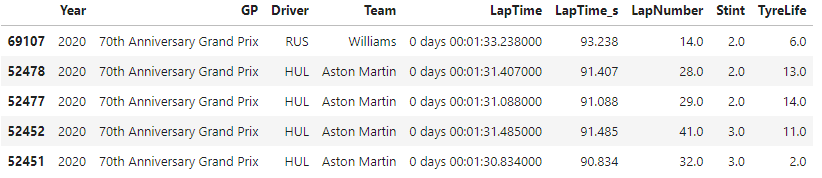 Year GP Driver Team LapTime LapTime_s LapNumber Stint TyreLife
69107 2020 70th Anniversary Grand Prix RUS Williams 0 days 00:01:33.238000 93.238 14.0 2.0 6.0
52478 2020 70th Anniversary Grand Prix HUL Aston Martin 0 days 00:01:31.407000 91.407 28.0 2.0 13.0
52477 2020 70th Anniversary Grand Prix HUL Aston Martin 0 days 00:01:31.088000 91.088 29.0 2.0 14.0
52452 2020 70th Anniversary Grand Prix HUL Aston Martin 0 days 00:01:31.485000 91.485 41.0 3.0 11.0
52451 2020 70th Anniversary Grand Prix HUL Aston Martin 0 days 00:01:30.834000 90.834 32.0 3.0 2.0